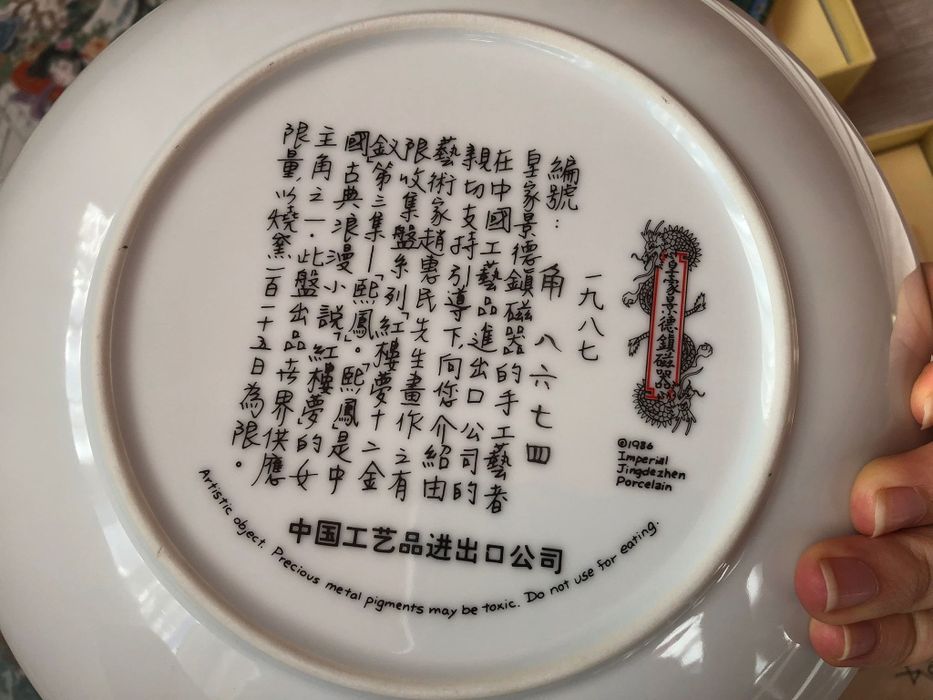 一九八七
編號: 角 八六七四
皇家景德鎮磁器的手工藝者
在中國工藝品進出口公司的
親切支持引導下,向您介紹由
藝術家趙惠民先生畫作之有
限收集盤系列「紅樓夢十二金
釵」第三集—「熙鳳」。熙鳳是中
國古典浪漫小說「紅樓夢」的女
主角之一.此盤出品世界供應
限量,以燒窯一百一十五日為限。
皇家景德鎮磁器
©1986
Imperial
Jingdezhen
Porcelain
中国工艺品进出口公司
Artistic object. Precious metal pigments may be toxic. Do not use for eating.